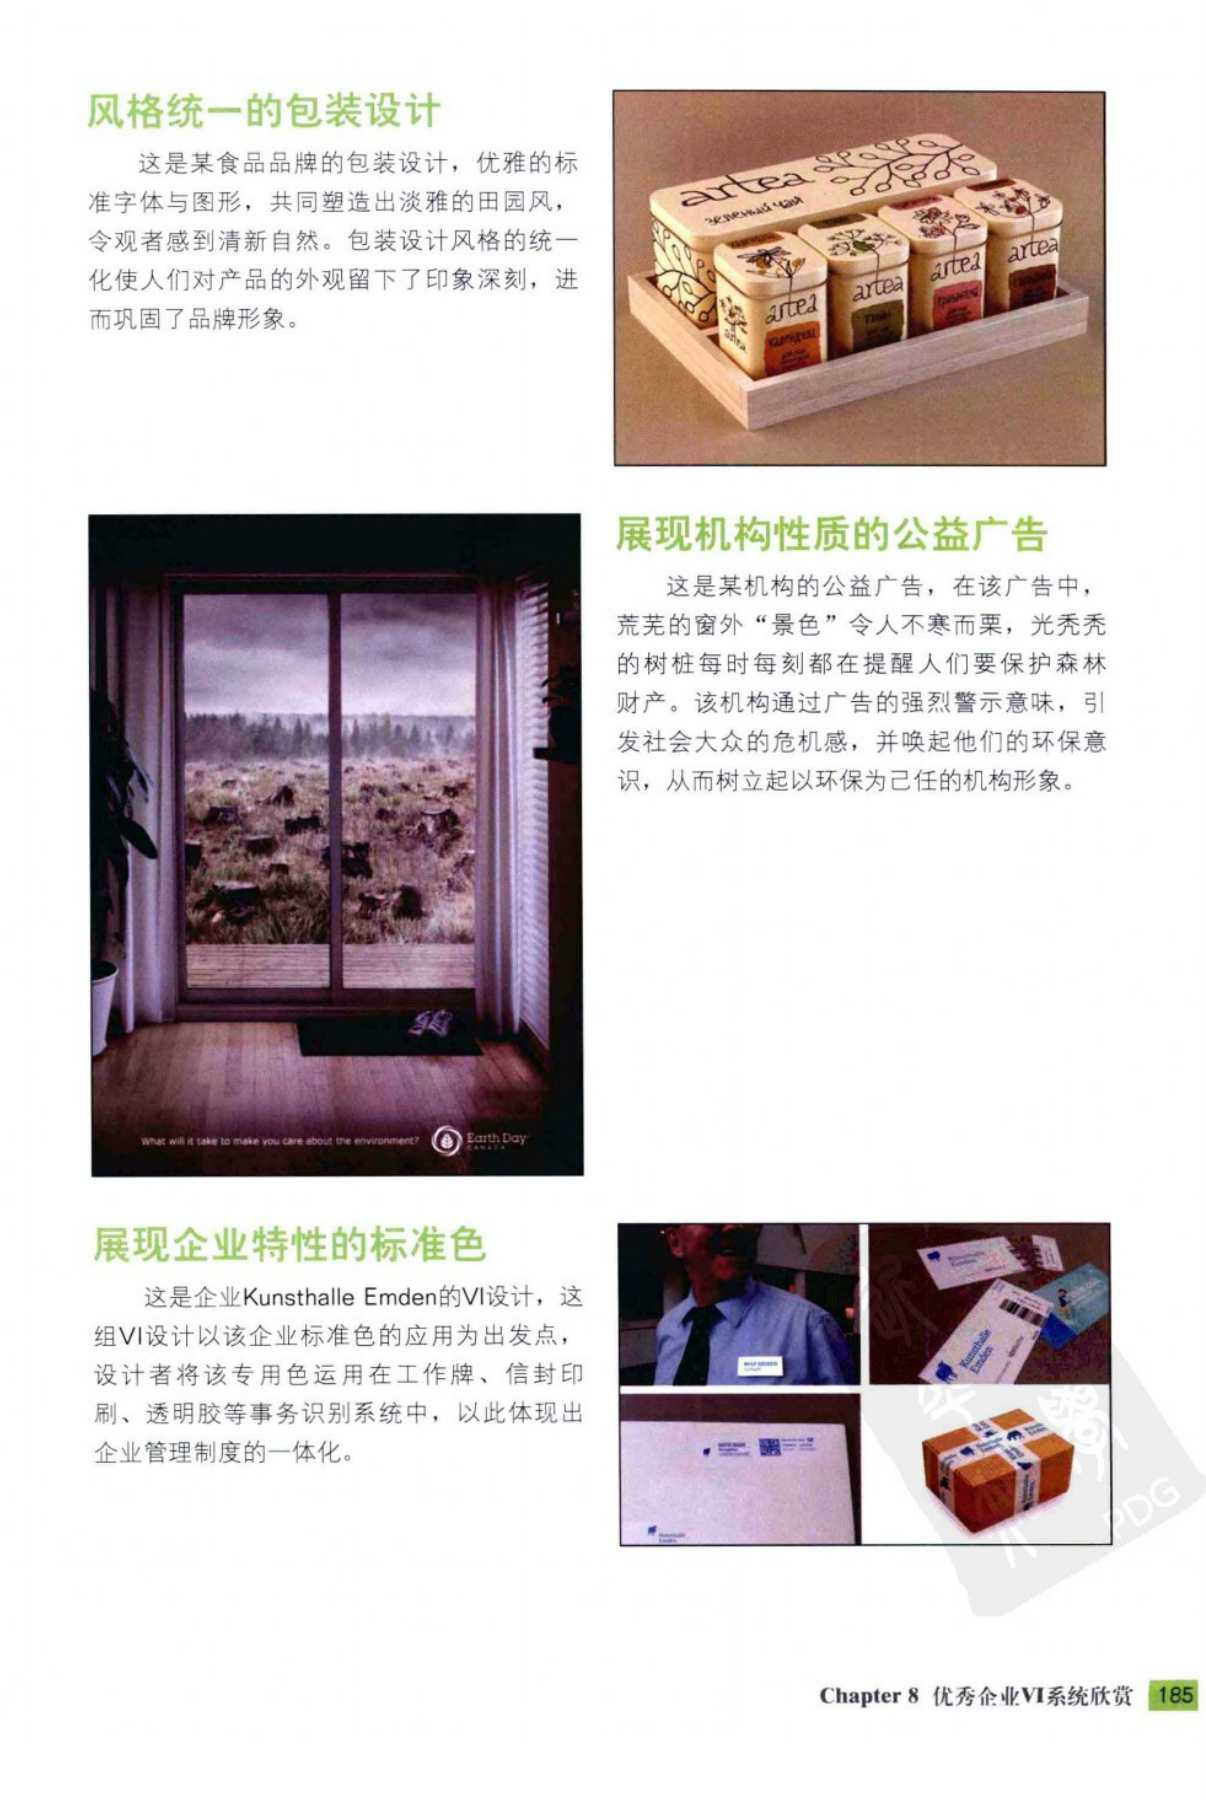 风格统一的包装设计
这是某食品品牌的包装设计，优雅的标
准字体与图形，共同塑造出淡雅的田园风，
令观者感到清新自然。包装设计风格的统一
化使人们对产品的外观留下了印象深刻，进
而巩固了品牌形象。
artea
зеленый чай
artea
artea
artea
artea
artea
展现机构性质的公益广告
这是某机构的公益广告，在该广告中，
荒芜的窗外“景色”令人不寒而栗，光秃秃
的树桩每时每刻都在提醒人们要保护森林
财产。该机构通过广告的强烈警示意味，引
发社会大众的危机感，并唤起他们的环保意
识，从而树立起以环保为己任的机构形象。
What will it take to make you care about the environment?
Earth Day
CANADA
展现企业特性的标准色
这是企业Kunsthalle Emden的VI设计，这
组VI设计以该企业标准色的应用为出发点，
设计者将该专用色运用在工作牌、信封印
刷、透明胶等事务识别系统中，以此体现出
企业管理制度的一体化。
Kunsthalle
Emden
Kunsthalle
Emden
Kunsthalle
Emden
PDG
Chapter 8 优秀企业VI系统欣赏 185